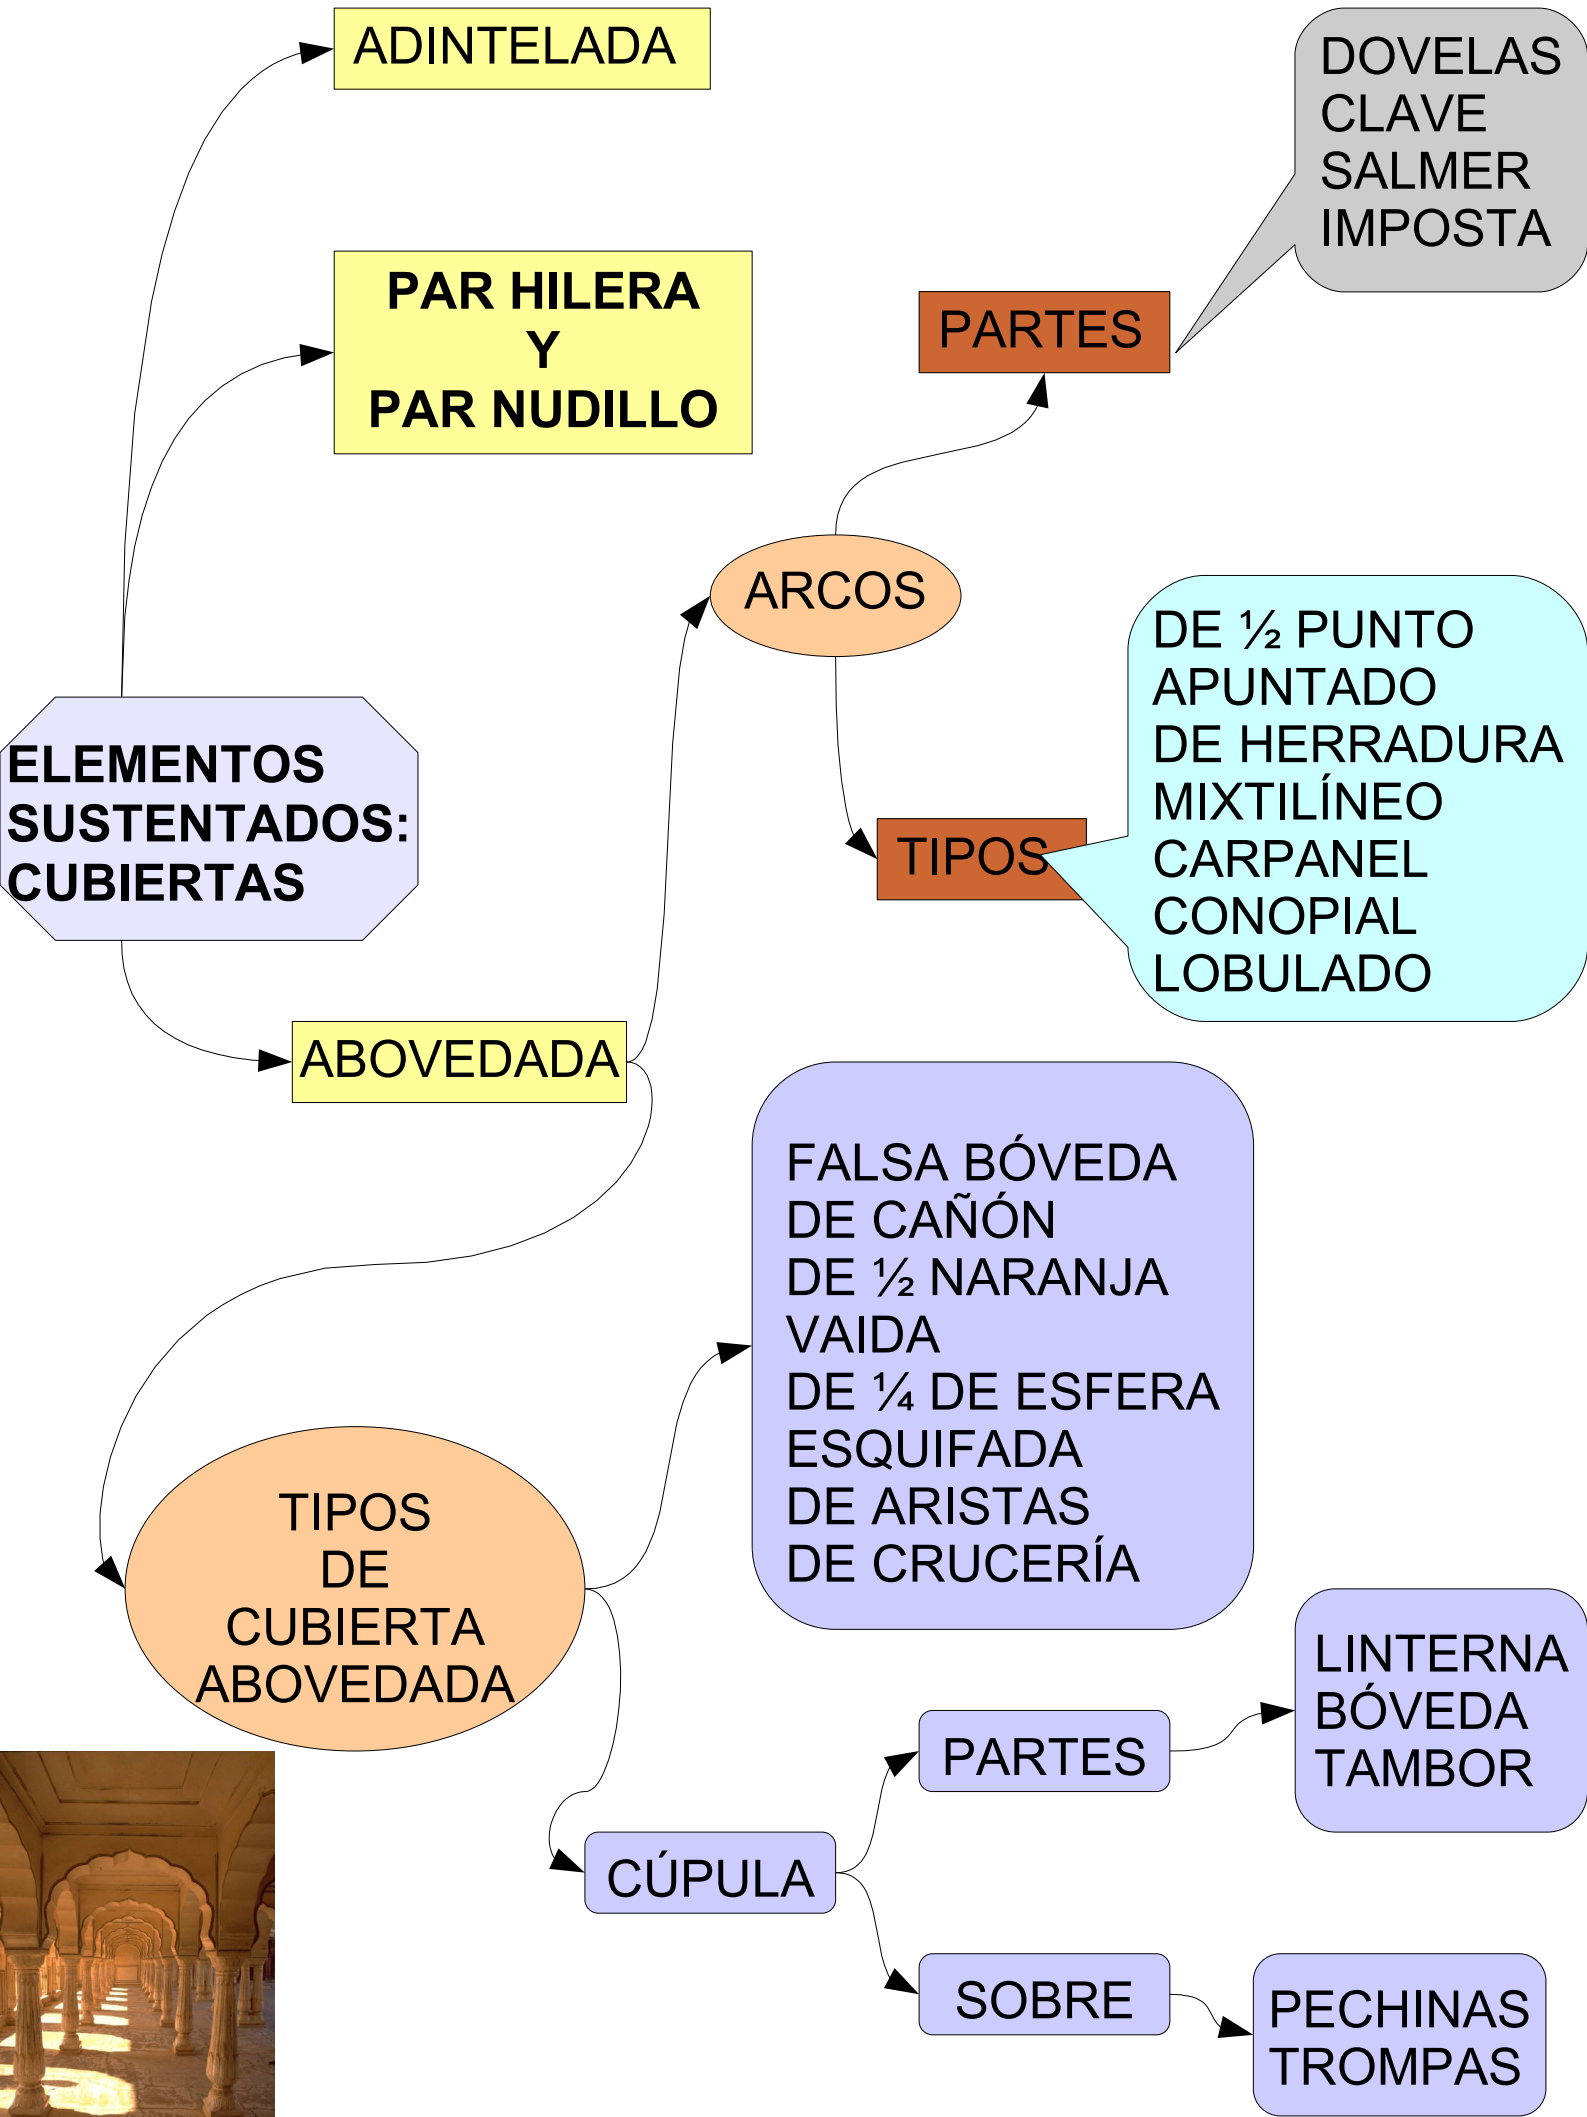 ADINTELADA
PAR HILERA
Y
PAR NUDILLO
DOVELAS
CLAVE
SALMER
IMPOSTA
PARTES
ARCOS
DE ½ PUNTO
APUNTADO
DE HERRADURA
MIXTILÍNEO
CARPANEL
CONOPIAL
LOBULADO
TIPOS
ELEMENTOS
SUSTENTADOS:
CUBIERTAS
ABOVEDADA
FALSA BÓVEDA
DE CAÑÓN
DE ½ NARANJA
VAIDA
DE ¼ DE ESFERA
ESQUIFADA
DE ARISTAS
DE CRUCERÍA
TIPOS
DE
CUBIERTA
ABOVEDADA
LINTERNA
BÓVEDA
TAMBOR
PARTES
CÚPULA
SOBRE
PECHINAS
TROMPAS